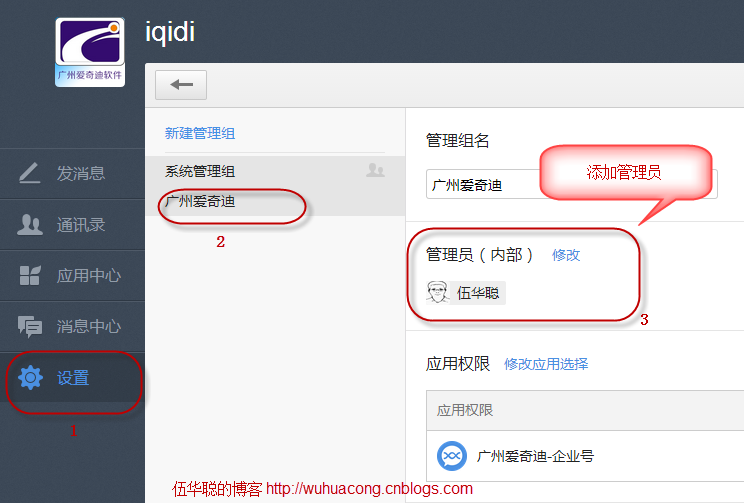 iqidi
广州爱奇迪软件
发消息
通讯录
应用中心
消息中心
设置
1
新建管理组
系统管理组
广州爱奇迪
2
管理组名
广州爱奇迪
添加管理员
管理员（内部） 修改
伍华聪
3
应用权限 修改应用选择
应用权限
广州爱奇迪-企业号
伍华聪的博客 http://wuhuacong.cnblogs.com